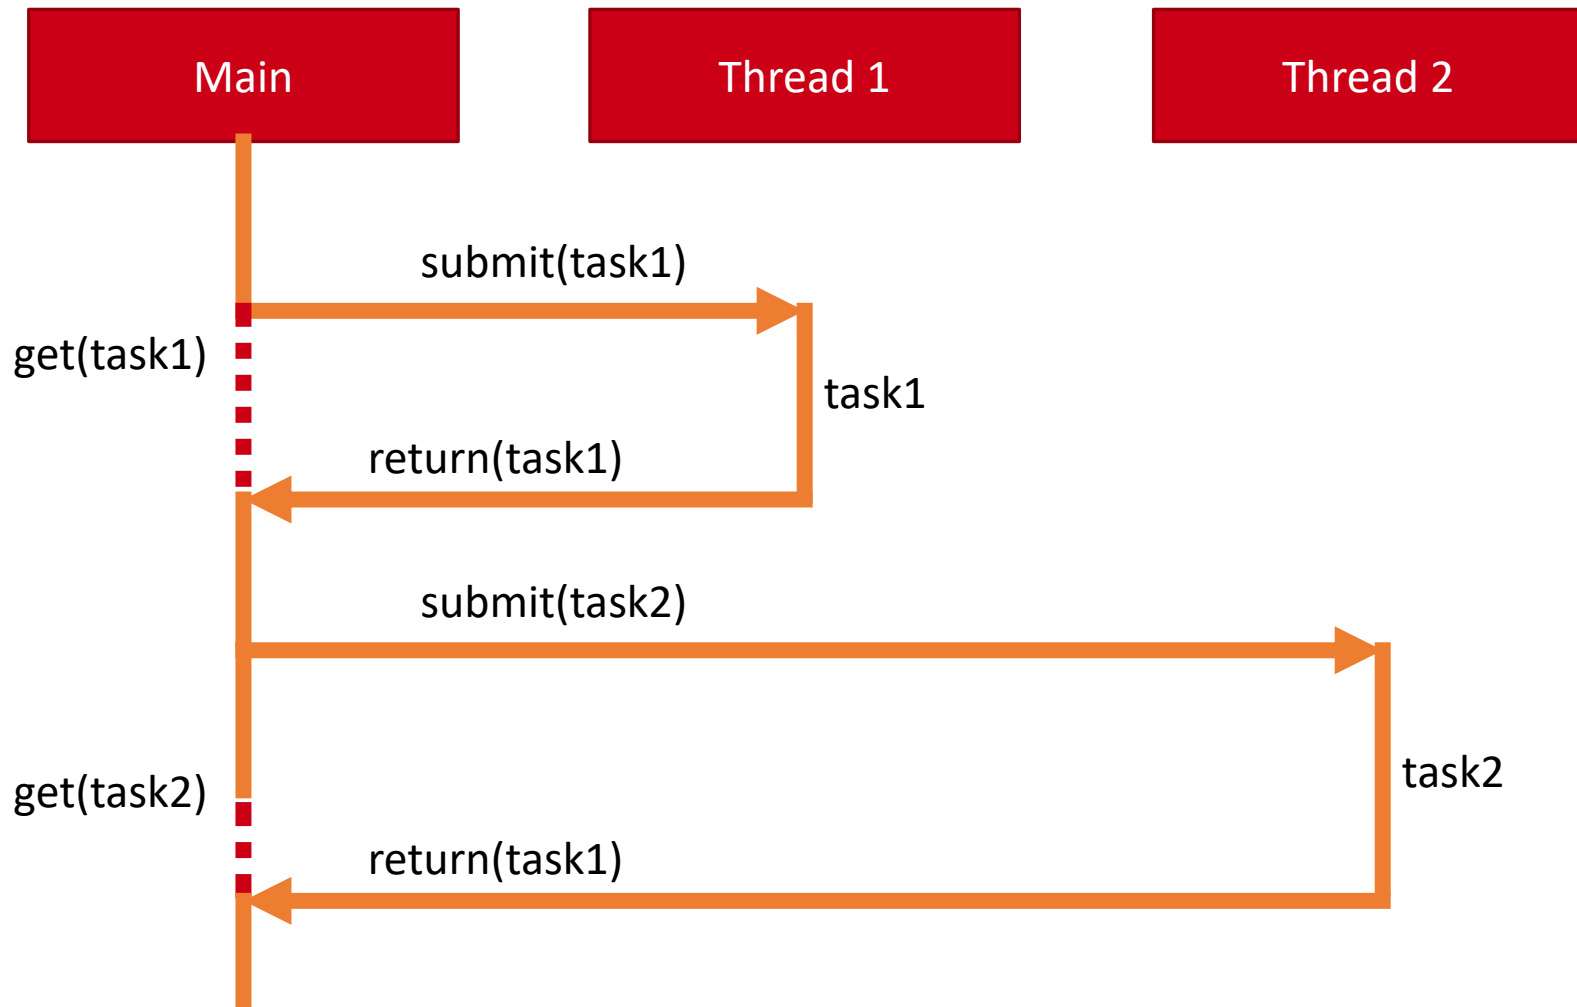 Main
Thread 1
Thread 2
submit(task1)
get(task1)
task1
return(task1)
submit(task2)
get(task2)
task2
return(task1)